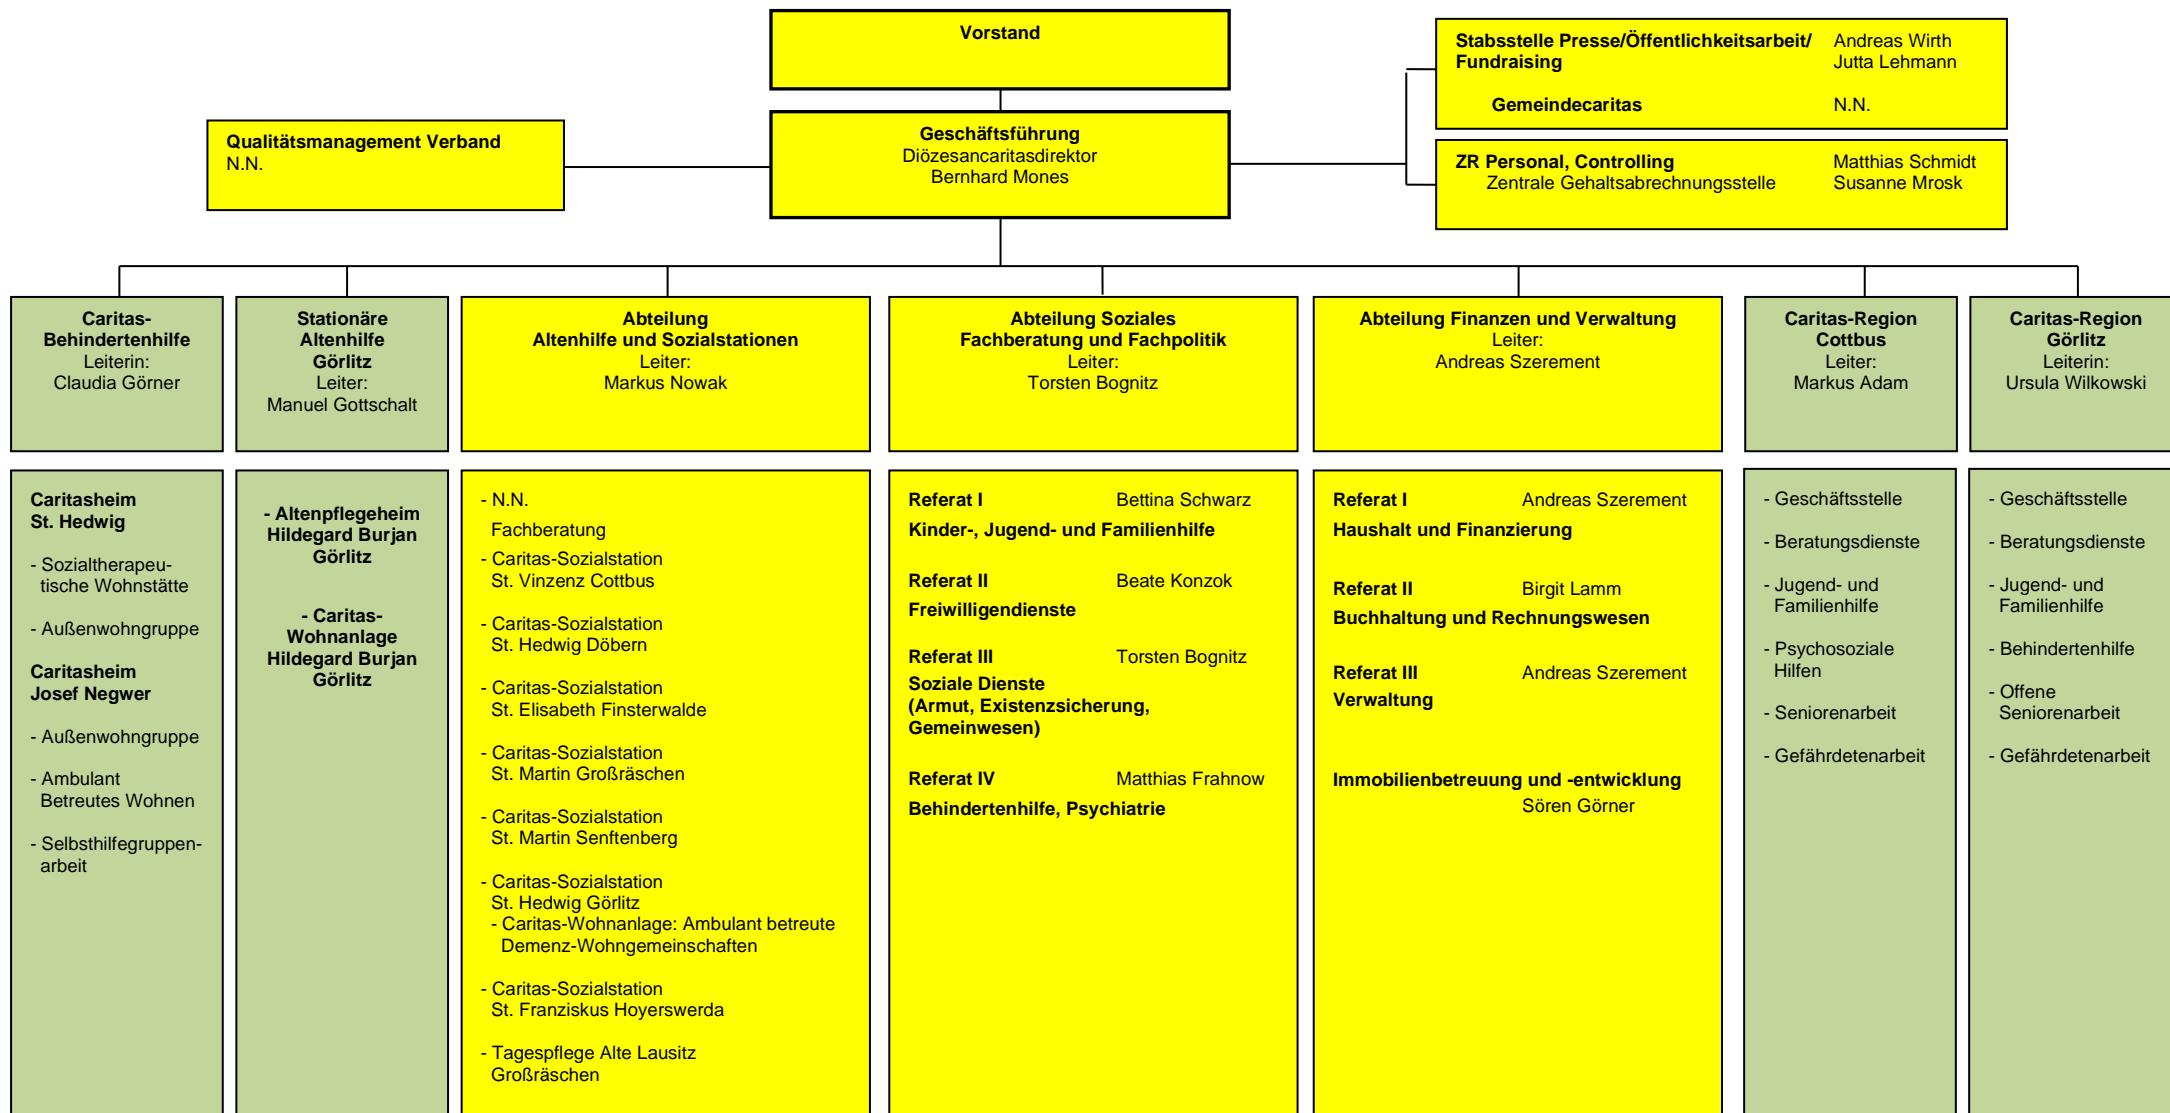 Vorstand
Stabsstelle Presse/Öffentlichkeitsarbeit/ Andreas Wirth
Fundraising Jutta Lehmann
Gemeindecaritas N.N.
Qualitätsmanagement Verband
N.N.
Geschäftsführung
Diözesancaritasdirektor
Bernhard Mones
ZR Personal, Controlling Matthias Schmidt
Zentrale Gehaltsabrechnungsstelle Susanne Mrosk
Caritas-
Behindertenhilfe
Leiterin:
Claudia Görner
Stationäre
Altenhilfe
Görlitz
Leiter:
Manuel Gottschalt
Abteilung
Altenhilfe und Sozialstationen
Leiter:
Markus Nowak
Abteilung Soziales
Fachberatung und Fachpolitik
Leiter:
Torsten Bognitz
Abteilung Finanzen und Verwaltung
Leiter:
Andreas Szerement
Caritas-Region
Cottbus
Leiter:
Markus Adam
Caritas-Region
Görlitz
Leiterin:
Ursula Wilkowski
Caritasheim
St. Hedwig
- Sozialtherapeu-
tische Wohnstätte
- Außenwohngruppe
Caritasheim
Josef Negwer
- Außenwohngruppe
- Ambulant
Betreutes Wohnen
- Selbsthilfegruppen-
arbeit
- Altenpflegeheim
Hildegard Burjan
Görlitz
- Caritas-
Wohnanlage
Hildegard Burjan
Görlitz
- N.N.
Fachberatung
- Caritas-Sozialstation
St. Vinzenz Cottbus
- Caritas-Sozialstation
St. Hedwig Döbern
- Caritas-Sozialstation
St. Elisabeth Finsterwalde
- Caritas-Sozialstation
St. Martin Großräschen
- Caritas-Sozialstation
St. Martin Senftenberg
- Caritas-Sozialstation
St. Hedwig Görlitz
- Caritas-Wohnanlage: Ambulant betreute
Demenz-Wohngemeinschaften
- Caritas-Sozialstation
St. Franziskus Hoyerswerda
- Tagespflege Alte Lausitz
Großräschen
Referat I Bettina Schwarz
Kinder-, Jugend- und Familienhilfe
Referat II Beate Konzok
Freiwilligendienste
Referat III Torsten Bognitz
Soziale Dienste
(Armut, Existenzsicherung,
Gemeinwesen)
Referat IV Matthias Frahnow
Behindertenhilfe, Psychiatrie
Referat I Andreas Szerement
Haushalt und Finanzierung
Referat II Birgit Lamm
Buchhaltung und Rechnungswesen
Referat III Andreas Szerement
Verwaltung
Immobilienbetreuung und -entwicklung
Sören Görner
- Geschäftsstelle
- Beratungsdienste
- Jugend- und
Familienhilfe
- Psychosoziale
Hilfen
- Seniorenarbeit
- Gefährdetenarbeit
- Geschäftsstelle
- Beratungsdienste
- Jugend- und
Familienhilfe
- Behindertenhilfe
- Offene
Seniorenarbeit
- Gefährdetenarbeit